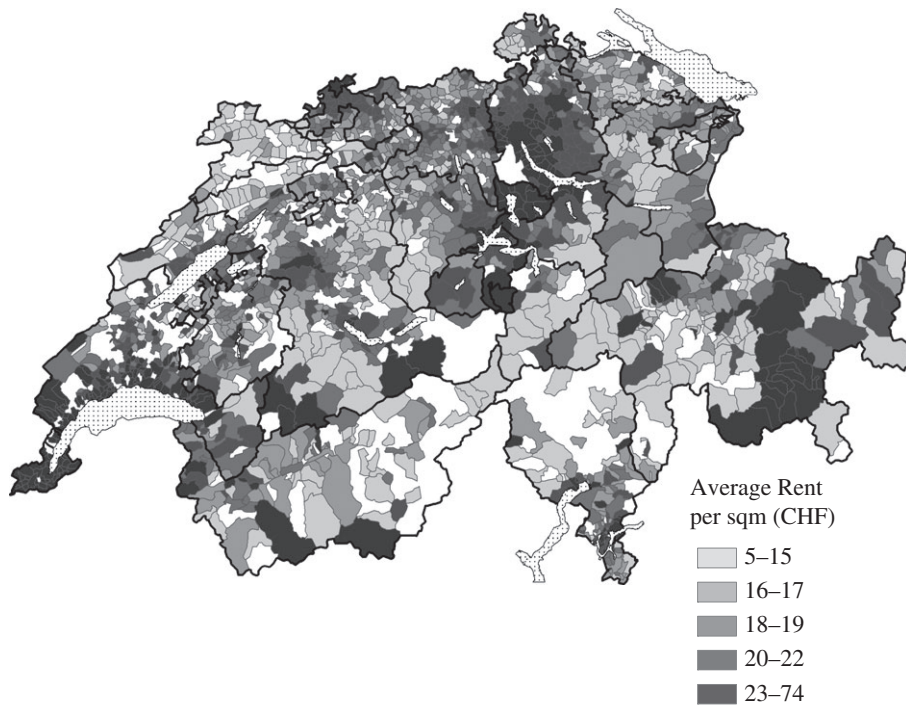 Average Rent
per sqm (CHF)
5–15
16–17
18–19
20–22
23–74